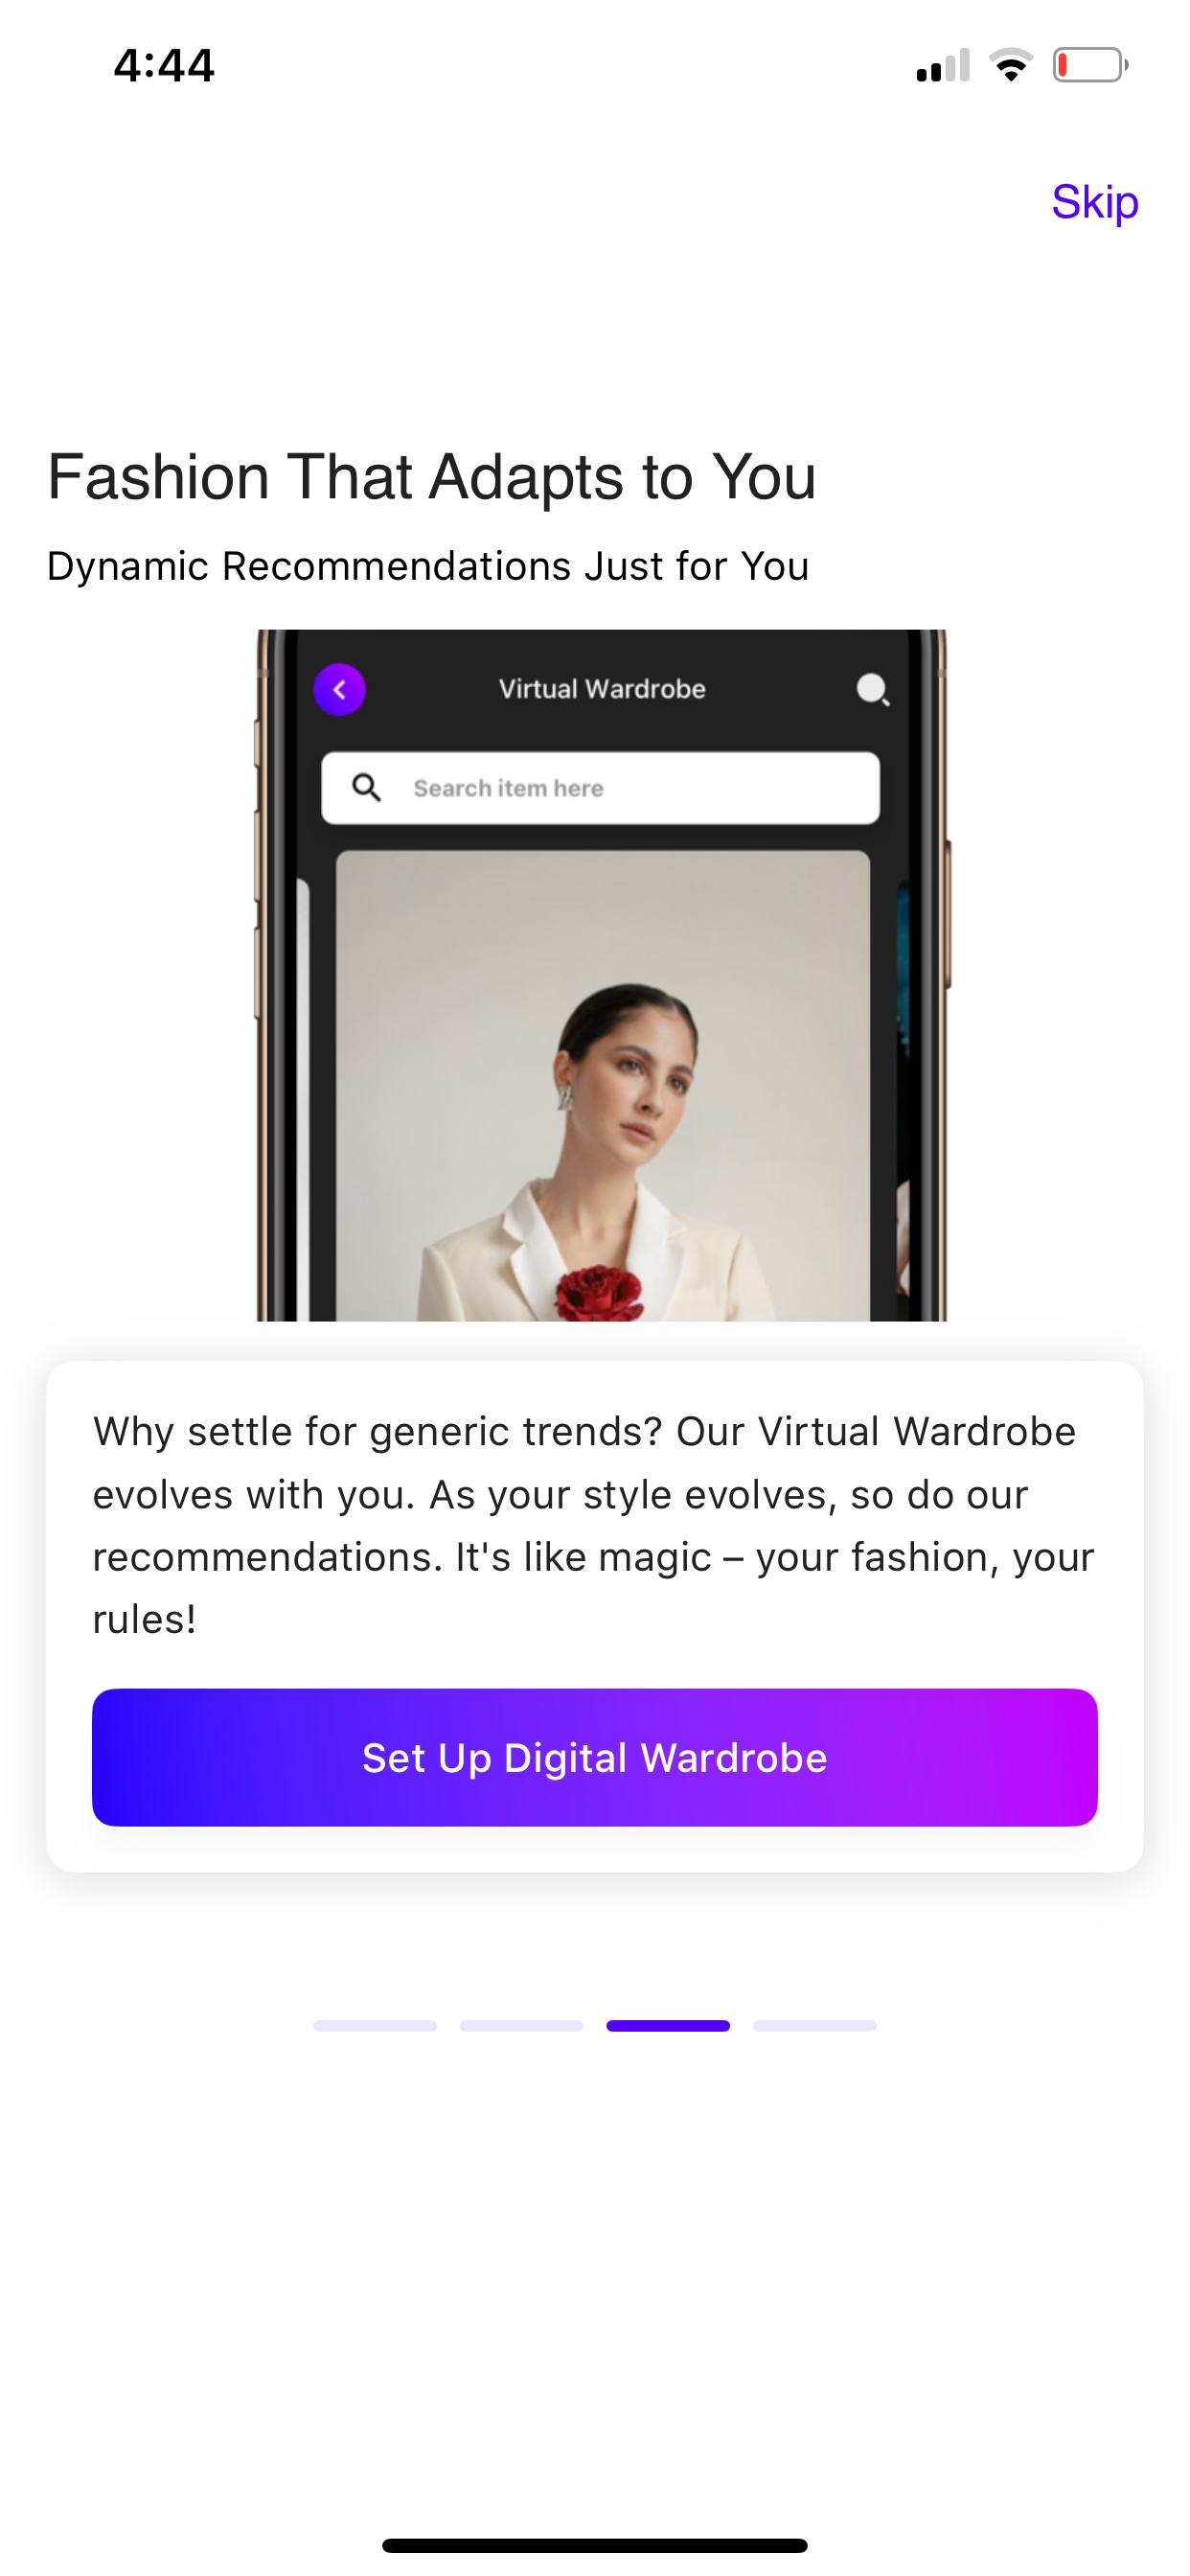 4:44
Skip
Fashion That Adapts to You
Dynamic Recommendations Just for You
Virtual Wardrobe
Search item here
Why settle for generic trends? Our Virtual Wardrobe
evolves with you. As your style evolves, so do our
recommendations. It's like magic – your fashion, your
rules!
Set Up Digital Wardrobe